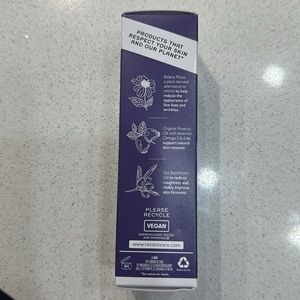 PRODUCTS THAT
RESPECT YOUR SKIN
AND OUR PLANET*
Bidens Pilosa,
a plant derived
alternative to
retinol to help
reduce the
appearance of
fine lines and
wrinkles.
Organic Rosehip
Oil with essential
Omega 3 & 6 to
support natural
skin renewal.
Sea Buckthorn
Oil to reduce
roughness and
visibly improve
skin firmness.
PLEASE
RECYCLE
VEGAN
DERMATOLOGIST TESTED
www.renskincare.com